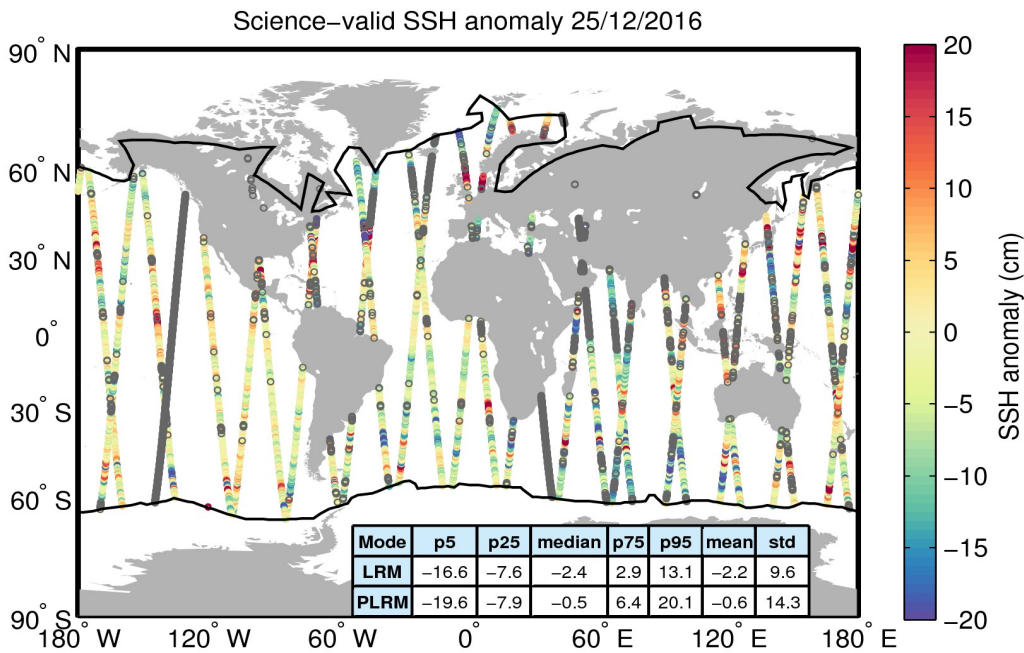 Science−valid SSH anomaly 25/12/2016
90° N
60° N
30° N
0°
30° S
60° S
90° S
180° W
120° W
60° W
0°
60° E
120° E
180° E
20
15
10
5
0
−5
−10
−15
−20
SSH anomaly (cm)
Mode p5 p25 median p75 p95 mean std
LRM −16.6 −7.6 −2.4 2.9 13.1 −2.2 9.6
PLRM −19.6 −7.9 −0.5 6.4 20.1 −0.6 14.3